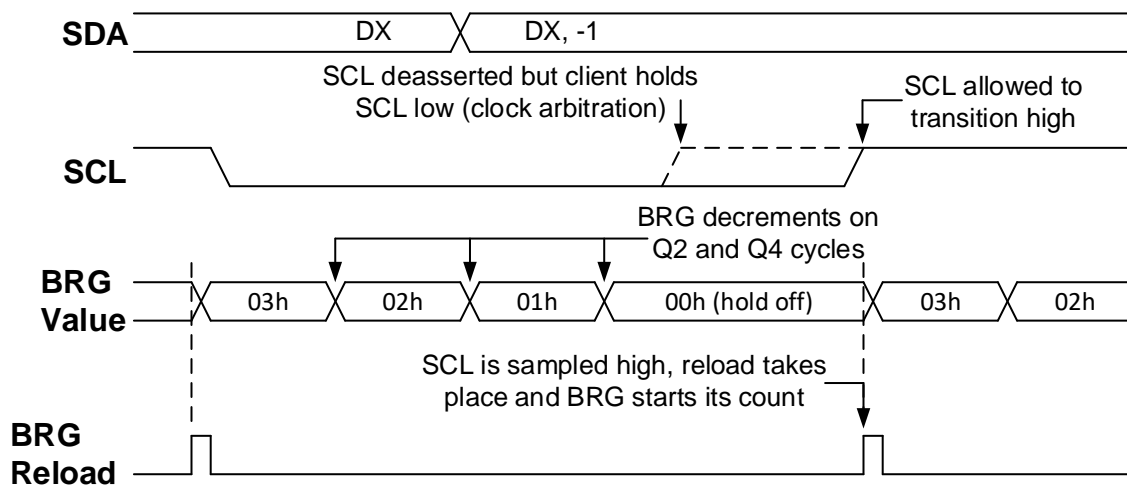 SDA
DX
DX, -1
SCL deasserted but client holds
SCL low (clock arbitration)
SCL allowed to
transition high
SCL
BRG decrements on
Q2 and Q4 cycles
BRG
Value
03h
02h
01h
00h (hold off)
03h
02h
SCL is sampled high, reload takes
place and BRG starts its count
BRG
Reload